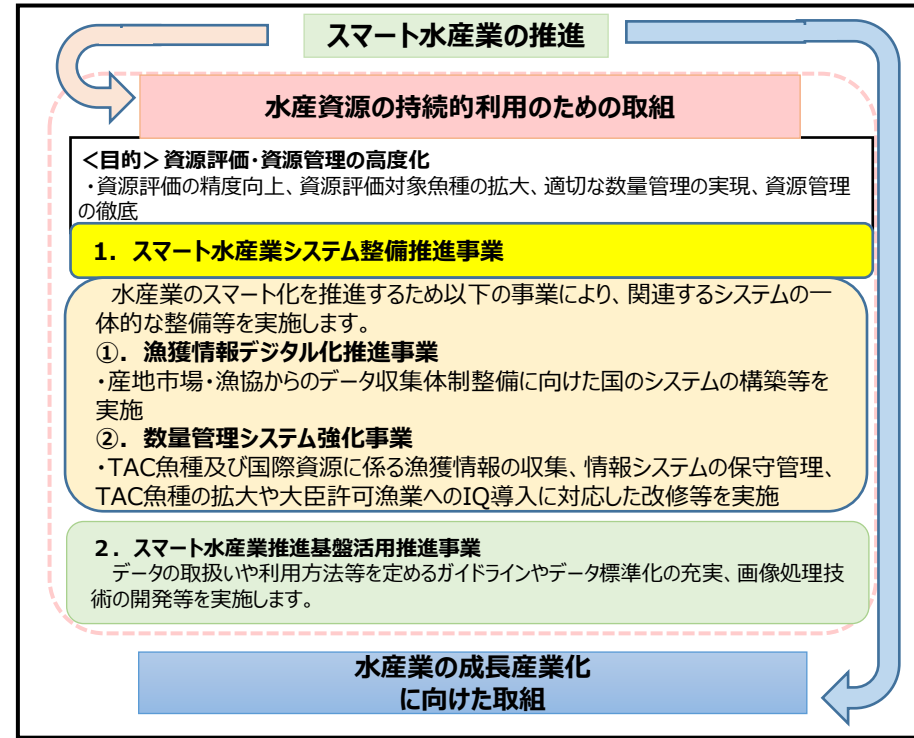 スマート水産業の推進
水産資源の持続的利用のための取組
＜目的＞資源評価・資源管理の高度化
・資源評価の精度向上、資源評価対象魚種の拡大、適切な数量管理の実現、資源管理
の徹底
1．スマート水産業システム整備推進事業
水産業のスマート化を推進するため以下の事業により、関連するシステムの一
体的な整備等を実施します。
①．漁獲情報デジタル化推進事業
・産地市場・漁協からのデータ収集体制整備に向けた国のシステムの構築等を
実施
②．数量管理システム強化事業
・TAC魚種及び国際資源に係る漁獲情報の収集、情報システムの保守管理、
TAC魚種の拡大や大臣許可漁業へのIQ導入に対応した改修等を実施
２．スマート水産業推進基盤活用推進事業
データの取扱いや利用方法等を定めるガイドラインやデータ標準化の充実、画像処理技
術の開発等を実施します。
水産業の成長産業化
に向けた取組